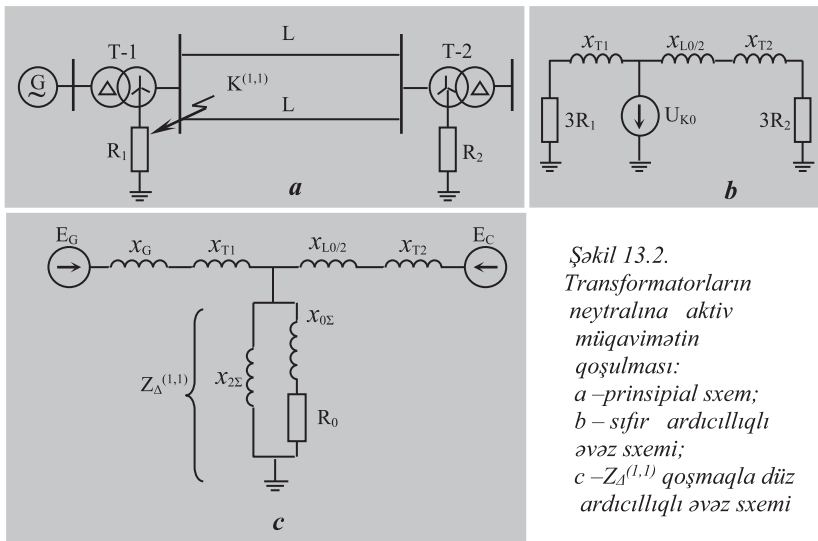 T-1
L
T-2
G
~
Δ
K(1,1)
L
Δ
R1
R2
a
xT1
xL0/2
xT2
3R1
UK0
3R2
b
EG
xG
xT1
xL0/2
xT2
EC
x0Σ
ZΔ(1,1)
x2Σ
R0
c
Şəkil 13.2.
Transformatorların
neytralına aktiv
müqavimətin
qoşulması:
a –prinsipial sxem;
b – sıfır ardıcıllıqlı
əvəz sxemi;
c –ZΔ(1,1) qoşmaqla düz
ardıcıllıqlı əvəz sxemi